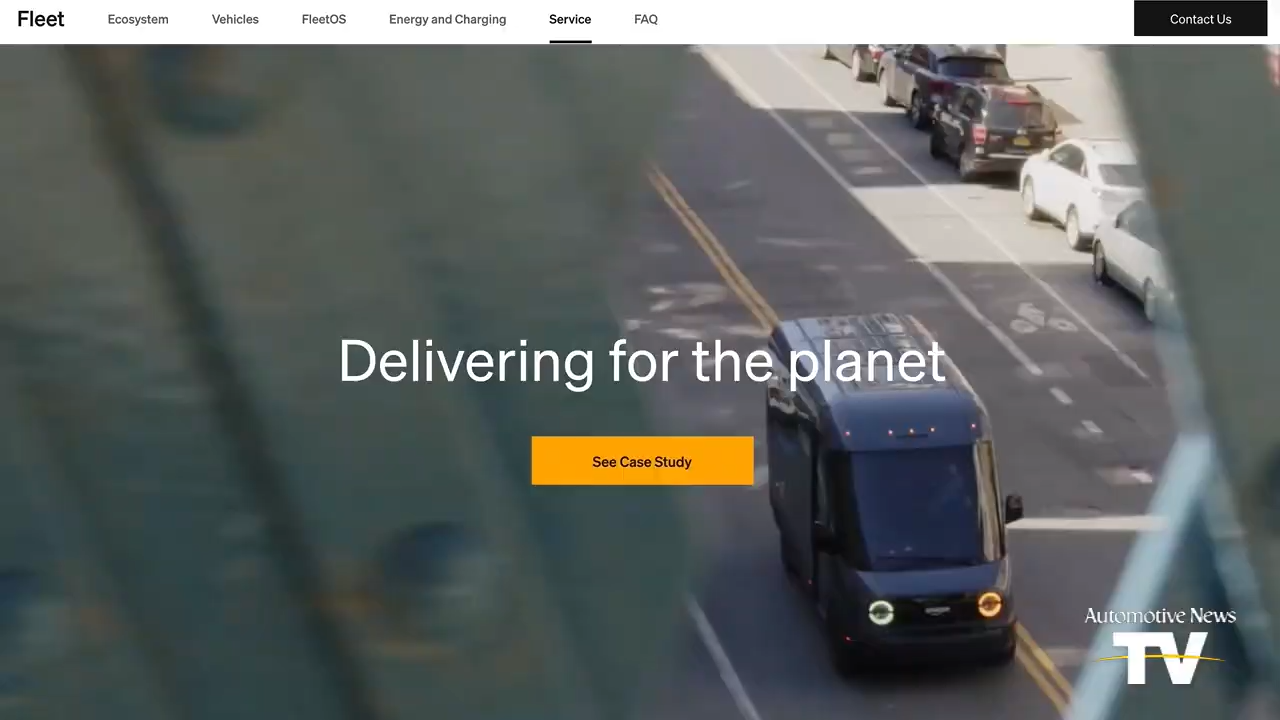 Fleet
Ecosystem
Vehicles
FleetOS
Energy and Charging
Service
FAQ
Contact Us
Delivering for the planet
See Case Study
Automotive News
TV